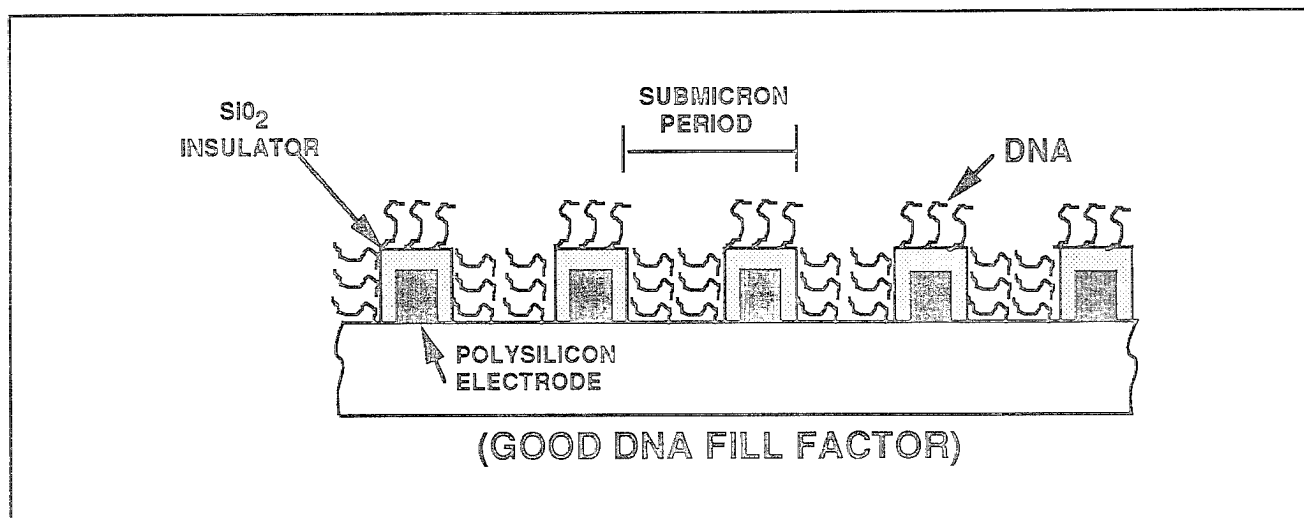 SiO₂
INSULATOR
SUBMICRON
PERIOD
DNA
POLYSILICON
ELECTRODE
(GOOD DNA FILL FACTOR)